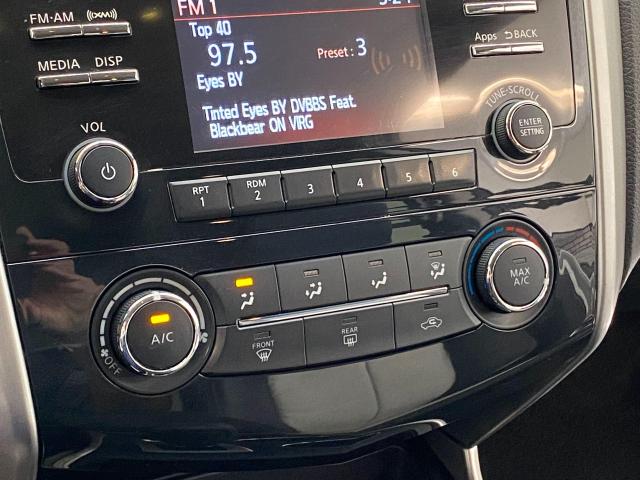 FM 1
FM·AM
(XM)
Top 40
97.5
Preset: 3
Eyes BY
Apps
BACK
MEDIA
DISP
Tinted Eyes BY DVBBS Feat.
Blackbear ON VIRG
TUNE·SCROLL
ENTER
SETTING
VOL
RPT
1
RDM
2
3
4
5
6
MAX
A/C
A/C
OFF
FRONT
REAR